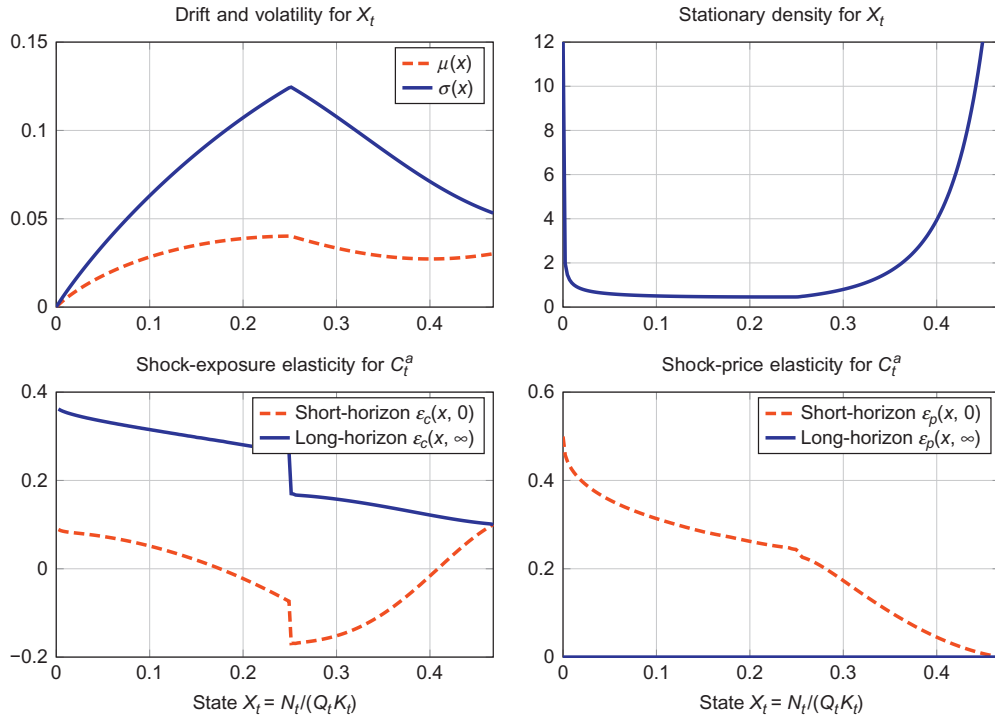 Drift and volatility for X_t
0.15
0.1
0.05
0
μ(x)
σ(x)
0 0.1 0.2 0.3 0.4
Stationary density for X_t
12
10
8
6
4
2
0
0 0.1 0.2 0.3 0.4
Shock-exposure elasticity for C_t^a
0.4
0.2
0
−0.2
Short-horizon ε_c(x, 0)
Long-horizon ε_c(x, ∞)
0 0.1 0.2 0.3 0.4
State X_t = N_t/(Q_tK_t)
Shock-price elasticity for C_t^a
0.6
0.4
0.2
0
Short-horizon ε_p(x, 0)
Long-horizon ε_p(x, ∞)
0 0.1 0.2 0.3 0.4
State X_t = N_t/(Q_tK_t)